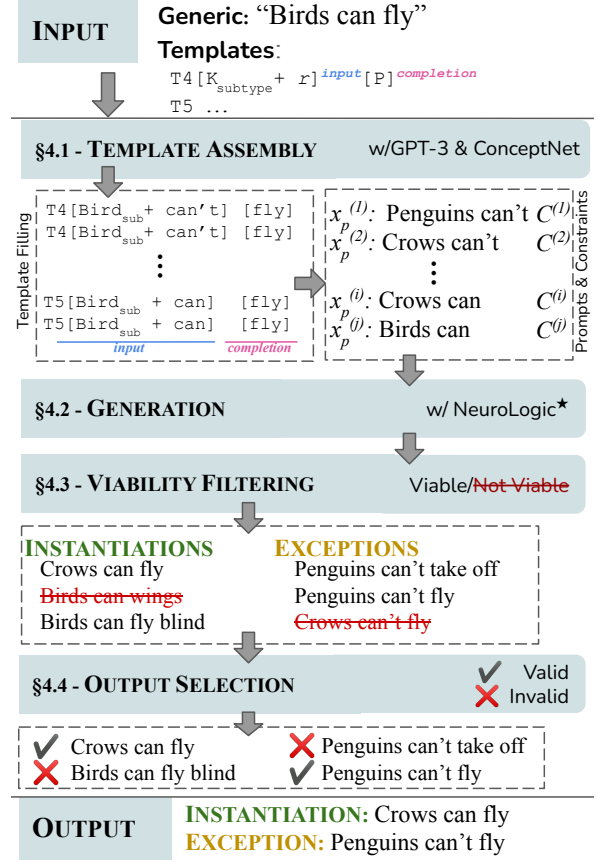 INPUT
Generic: “Birds can fly”
Templates:
T4[K_subtype + r]^input [P]^completion
T5 ...
§4.1 - TEMPLATE ASSEMBLY w/GPT-3 & ConceptNet
Template Filling
T4[Bird_sub + can't] [fly]
T4[Bird_sub + can't] [fly]
⋮
T5[Bird_sub + can] [fly]
T5[Bird_sub + can] [fly]
input completion
x_p^(1): Penguins can't C^(1)
x_p^(2): Crows can't C^(2)
⋮
x_p^(i): Crows can C^(i)
x_p^(j): Birds can C^(j)
Prompts & Constraints
§4.2 - GENERATION w/ NeuroLogic★
§4.3 - VIABILITY FILTERING Viable/Not Viable
INSTANTIATIONS EXCEPTIONS
Crows can fly Penguins can't take off
Birds can wings Penguins can't fly
Birds can fly blind Crows can't fly
§4.4 - OUTPUT SELECTION
✔ Valid
❌ Invalid
✔ Crows can fly ❌ Penguins can't take off
❌ Birds can fly blind ✔ Penguins can't fly
OUTPUT
INSTANTIATION: Crows can fly
EXCEPTION: Penguins can't fly